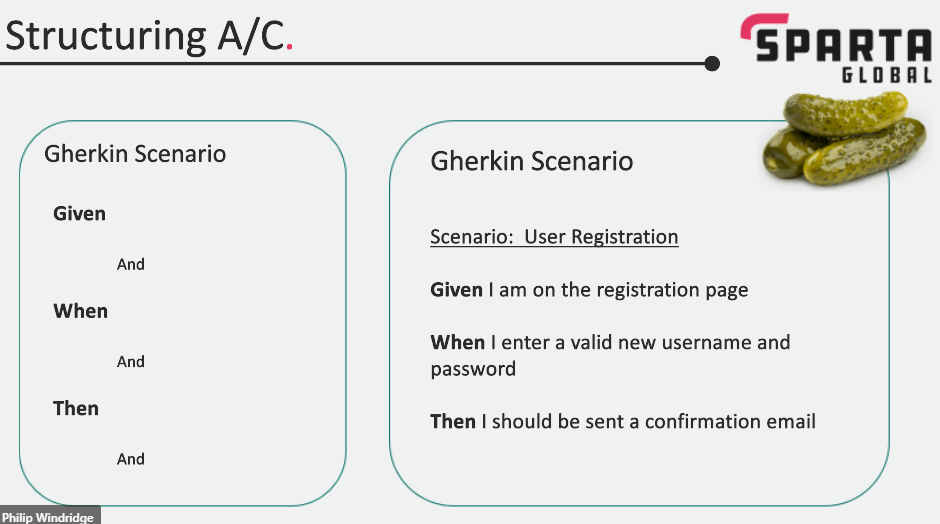 Structuring A/C.
SPARTA
GLOBAL
Gherkin Scenario
Given
And
When
And
Then
And
Gherkin Scenario
Scenario:  User Registration
Given I am on the registration page
When I enter a valid new username and
password
Then I should be sent a confirmation email
Philip Windridge